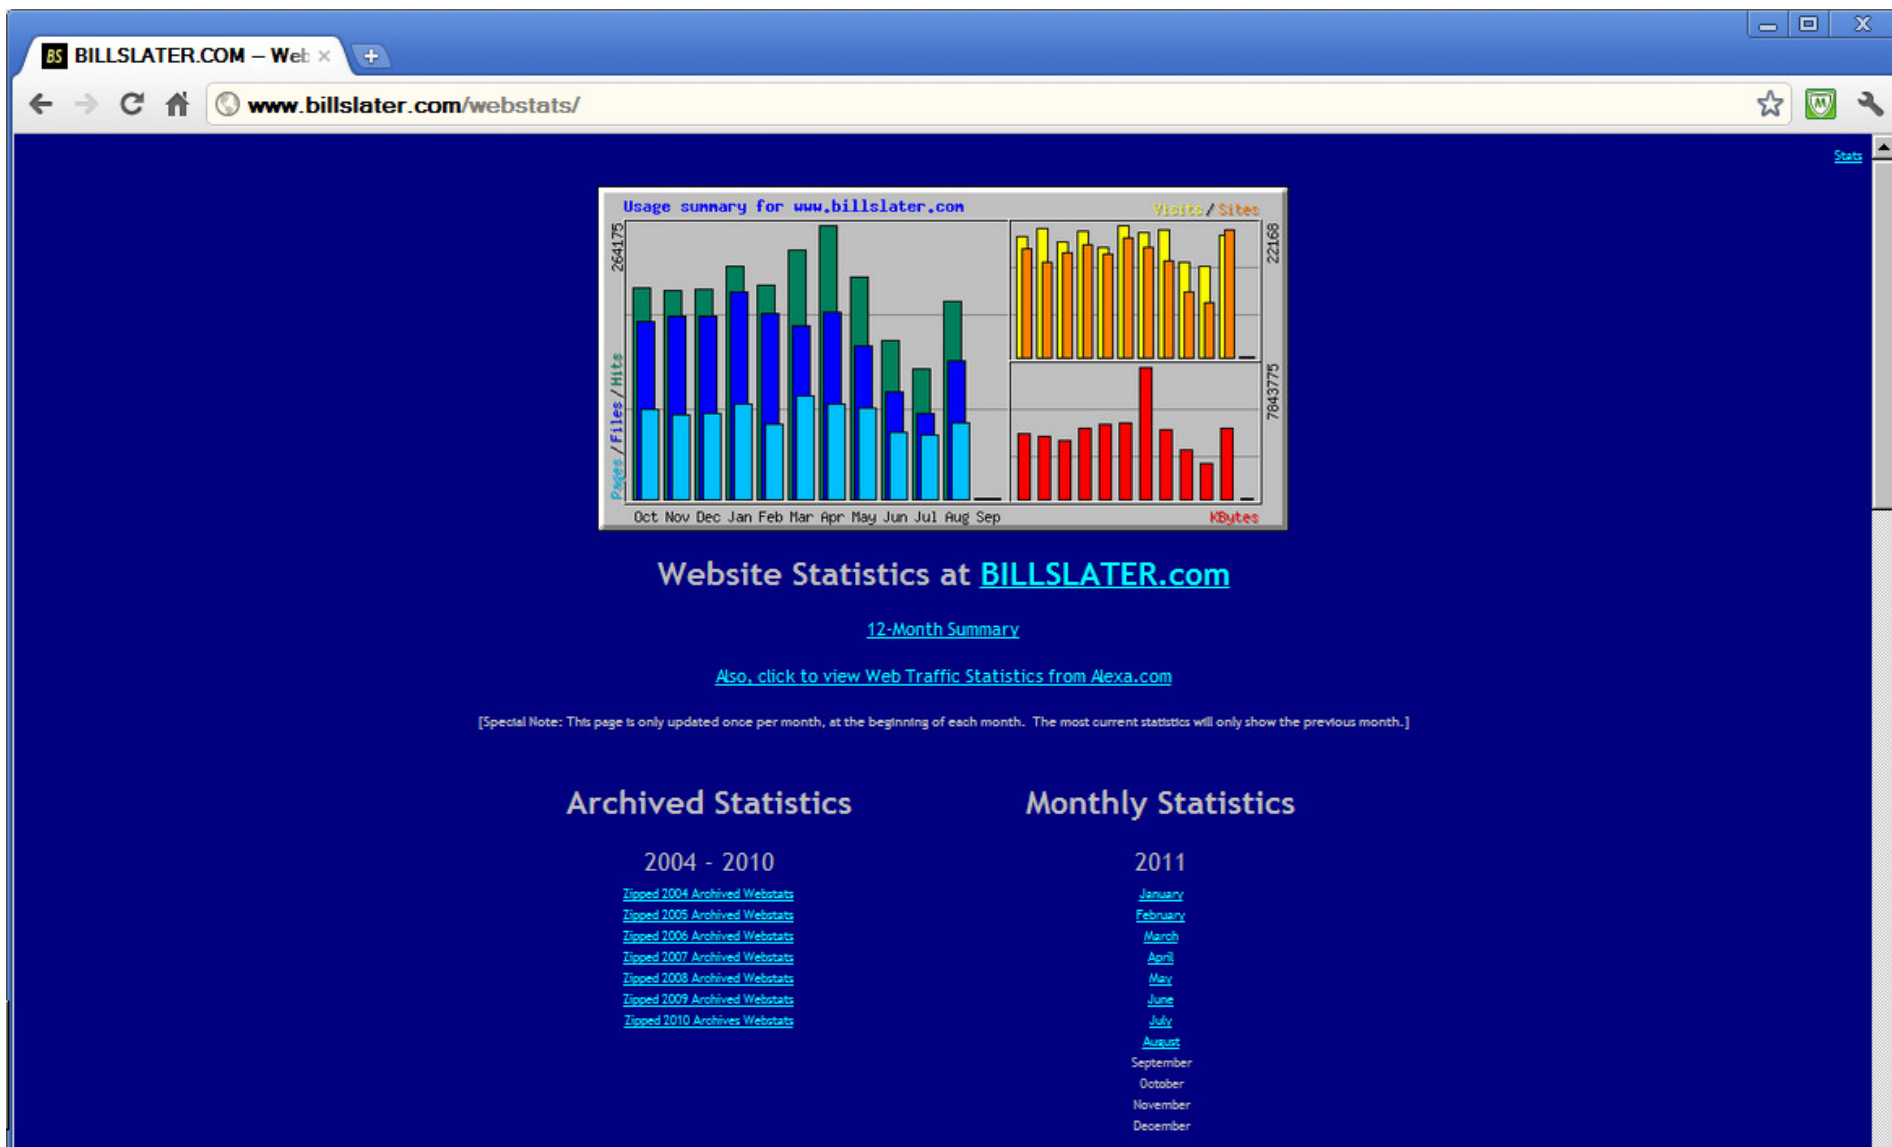 BS BILLSLATER.COM – Web
www.billslater.com/webstats/
Stats
Usage summary for www.billslater.com
Visits/Sites
264175
22168
Pages/Files/Hits
7843775
Oct Nov Dec Jan Feb Mar Apr May Jun Jul Aug Sep
KBytes
Website Statistics at BILLSLATER.com
12-Month Summary
Also, click to view Web Traffic Statistics from Alexa.com
[Special Note: This page is only updated once per month, at the beginning of each month. The most current statistics will only show the previous month.]
Archived Statistics
2004 - 2010
Zipped 2004 Archived Webstats
Zipped 2005 Archived Webstats
Zipped 2006 Archived Webstats
Zipped 2007 Archived Webstats
Zipped 2008 Archived Webstats
Zipped 2009 Archived Webstats
Zipped 2010 Archives Webstats
Monthly Statistics
2011
January
February
March
April
May
June
July
August
September
October
November
December